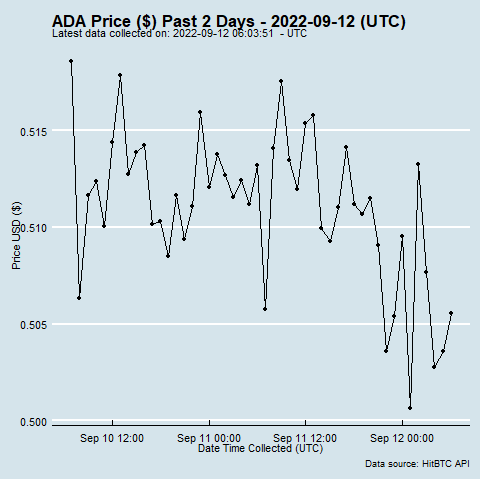 ADA Price ($) Past 2 Days - 2022-09-12 (UTC)
Latest data collected on: 2022-09-12 06:03:51 - UTC
0.515
0.510
0.505
0.500
Price USD ($)
Sep 10 12:00 Sep 11 00:00 Sep 11 12:00 Sep 12 00:00
Date Time Collected (UTC)
Data source: HitBTC API